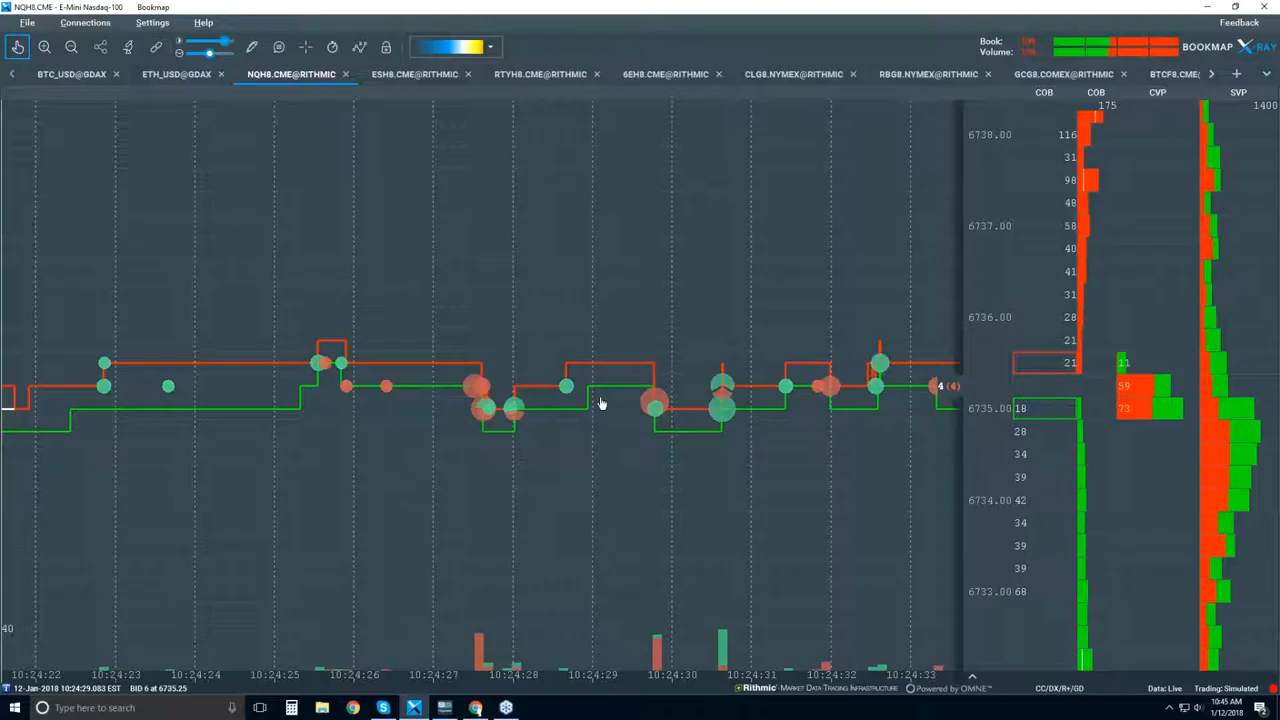 NQH8.CME - E-Mini Nasdaq-100 Bookmap
File Connections Settings Help Feedback
Book:
Volume:
BOOKMAP X-RAY
BTC_USD@GDAX ETH_USD@GDAX NQH8.CME@RITHMIC ESH8.CME@RITHMIC RTYH8.CME@RITHMIC 6EH8.CME@RITHMIC CLG8.NYMEX@RITHMIC RBG8.NYMEX@RITHMIC GCG8.COMEX@RITHMIC BTCF8.CME
COB COB CVP SVP
175 1400
6738.00 116
31
98
48
6737.00 58
40
41
31
6736.00 28
21
21 11
4 (4) 59
6735.00 18 73
28
34
39
6734.00 42
34
39
39
6733.00 68
40
10:24:22 10:24:23 10:24:24 10:24:25 10:24:26 10:24:27 10:24:28 10:24:29 10:24:30 10:24:31 10:24:32 10:24:33
12-Jan-2018 10:24:29.083 EST BID 6 at 6735.25 Rithmic MARKET DATA-TRADING INFRASTRUCTURE Powered by OMNE™ CC/DX/R+/GD Data: Live Trading: Simulated
Type here to search
10:45 AM
1/12/2018
2